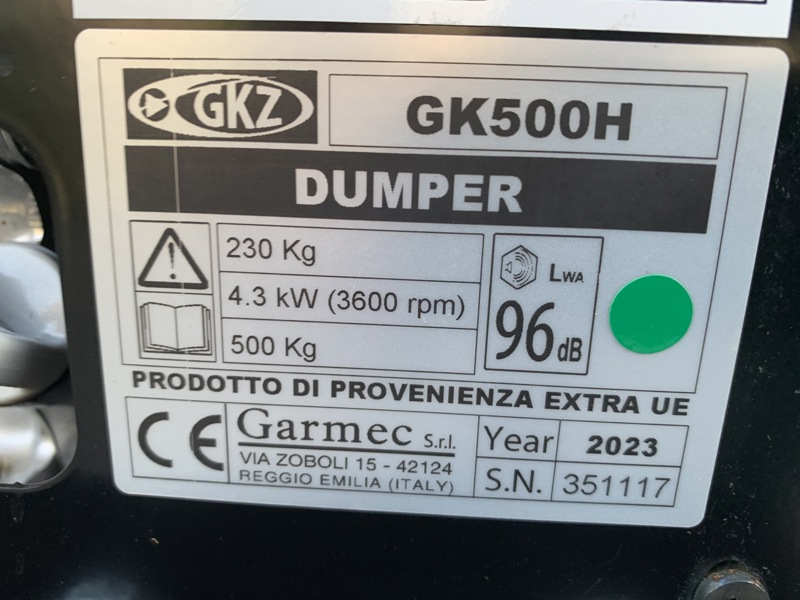 GKZ
GK500H
DUMPER
230 Kg
4.3 kW (3600 rpm)
500 Kg
LWA
96dB
PRODOTTO DI PROVENIENZA EXTRA UE
CE
Garmec S.r.l.
VIA ZOBOLI 15 - 42124
REGGIO EMILIA (ITALY)
Year 2023
S.N. 351117